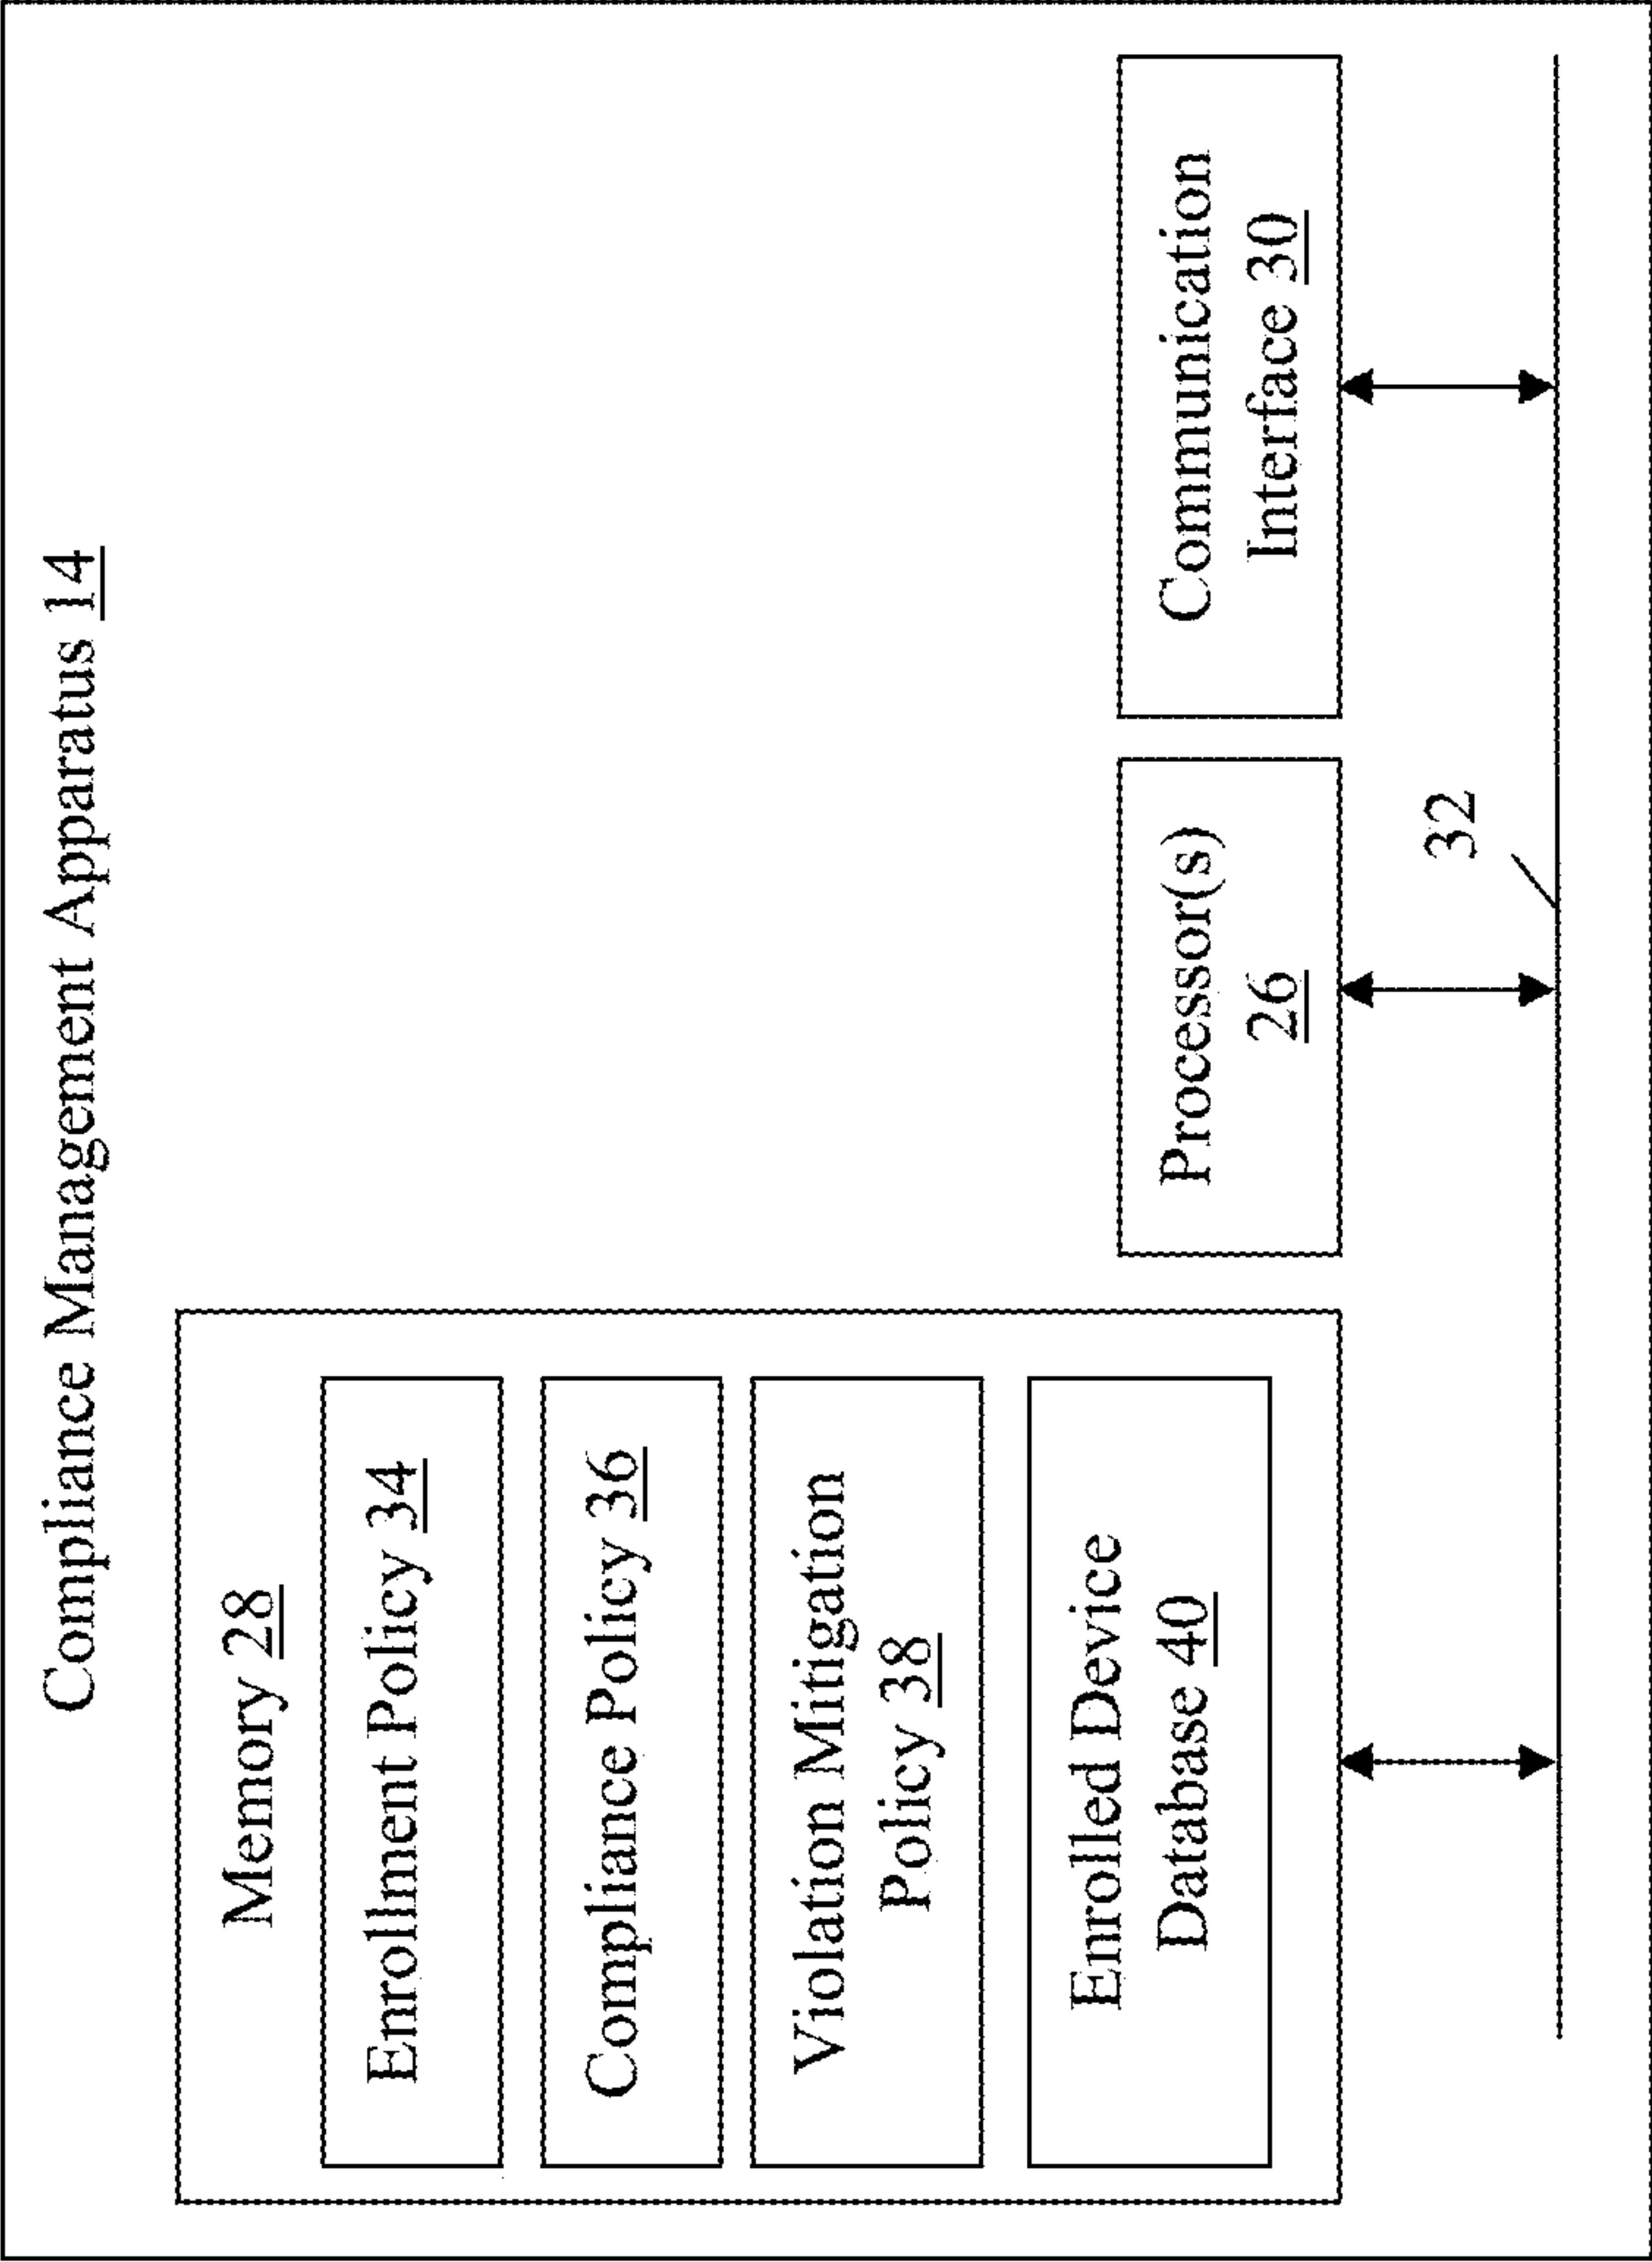 Compliance Management Apparatus 14
Memory 28
Enrollment Policy 34
Compliance Policy 36
Violation Mitigation
Policy 38
Enrolled Device
Database 40
Processor(s)
26
Communication
Interface 30
32